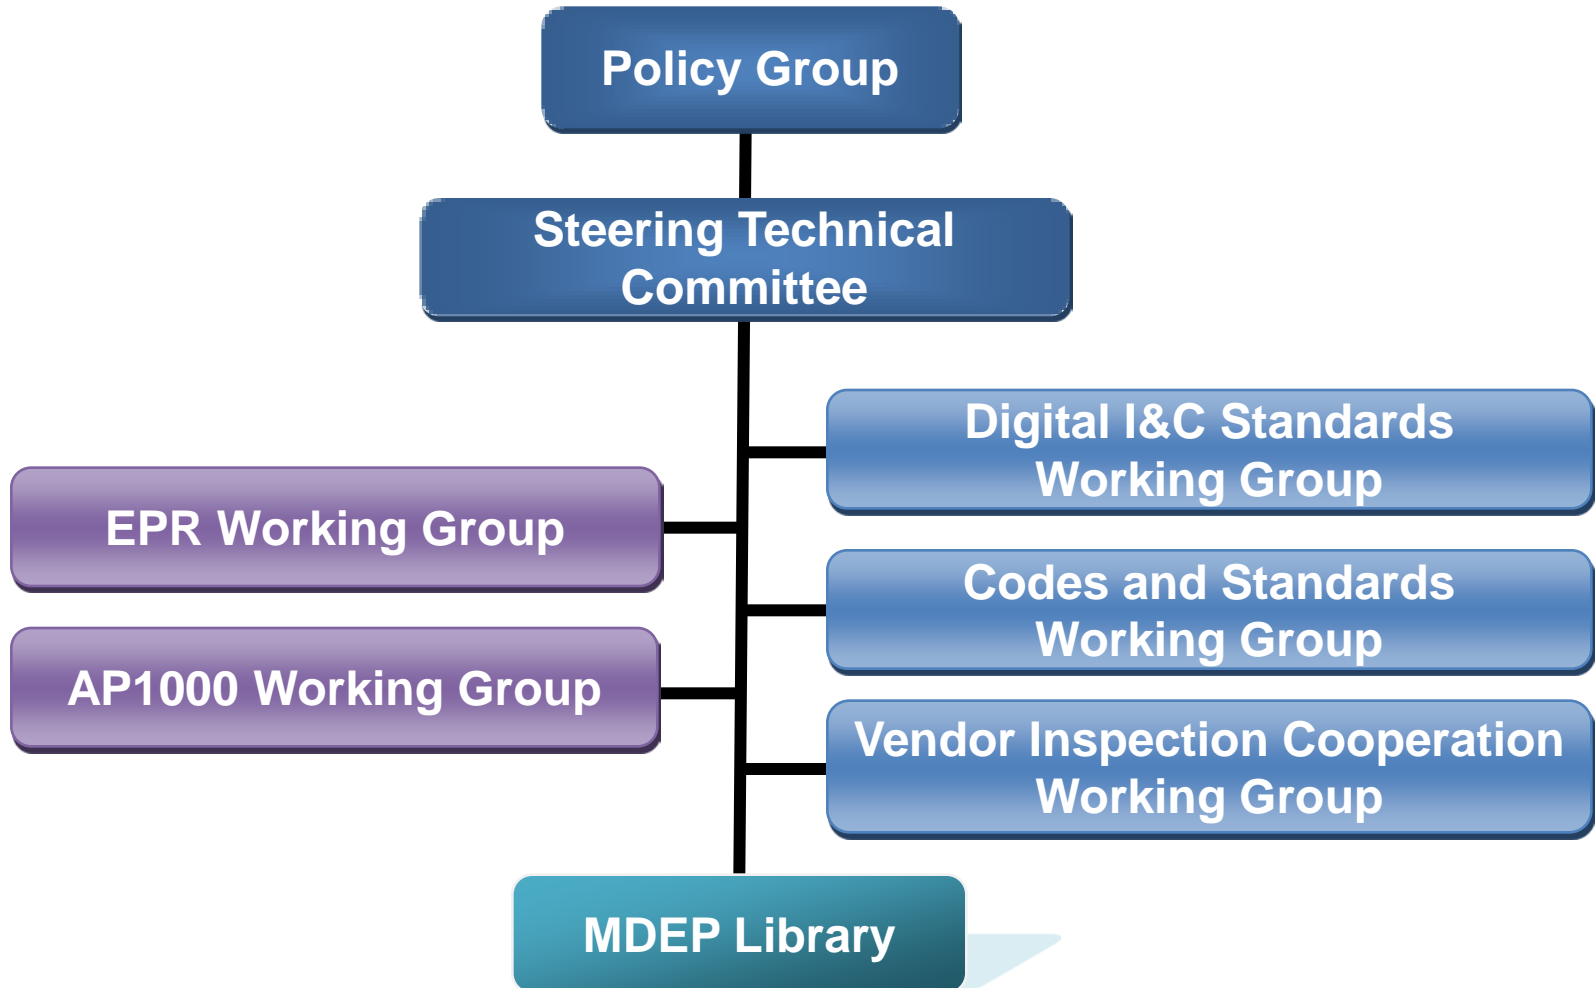 Policy Group
Steering Technical
Committee
Digital I&C Standards
Working Group
EPR Working Group
Codes and Standards
Working Group
AP1000 Working Group
Vendor Inspection Cooperation
Working Group
MDEP Library